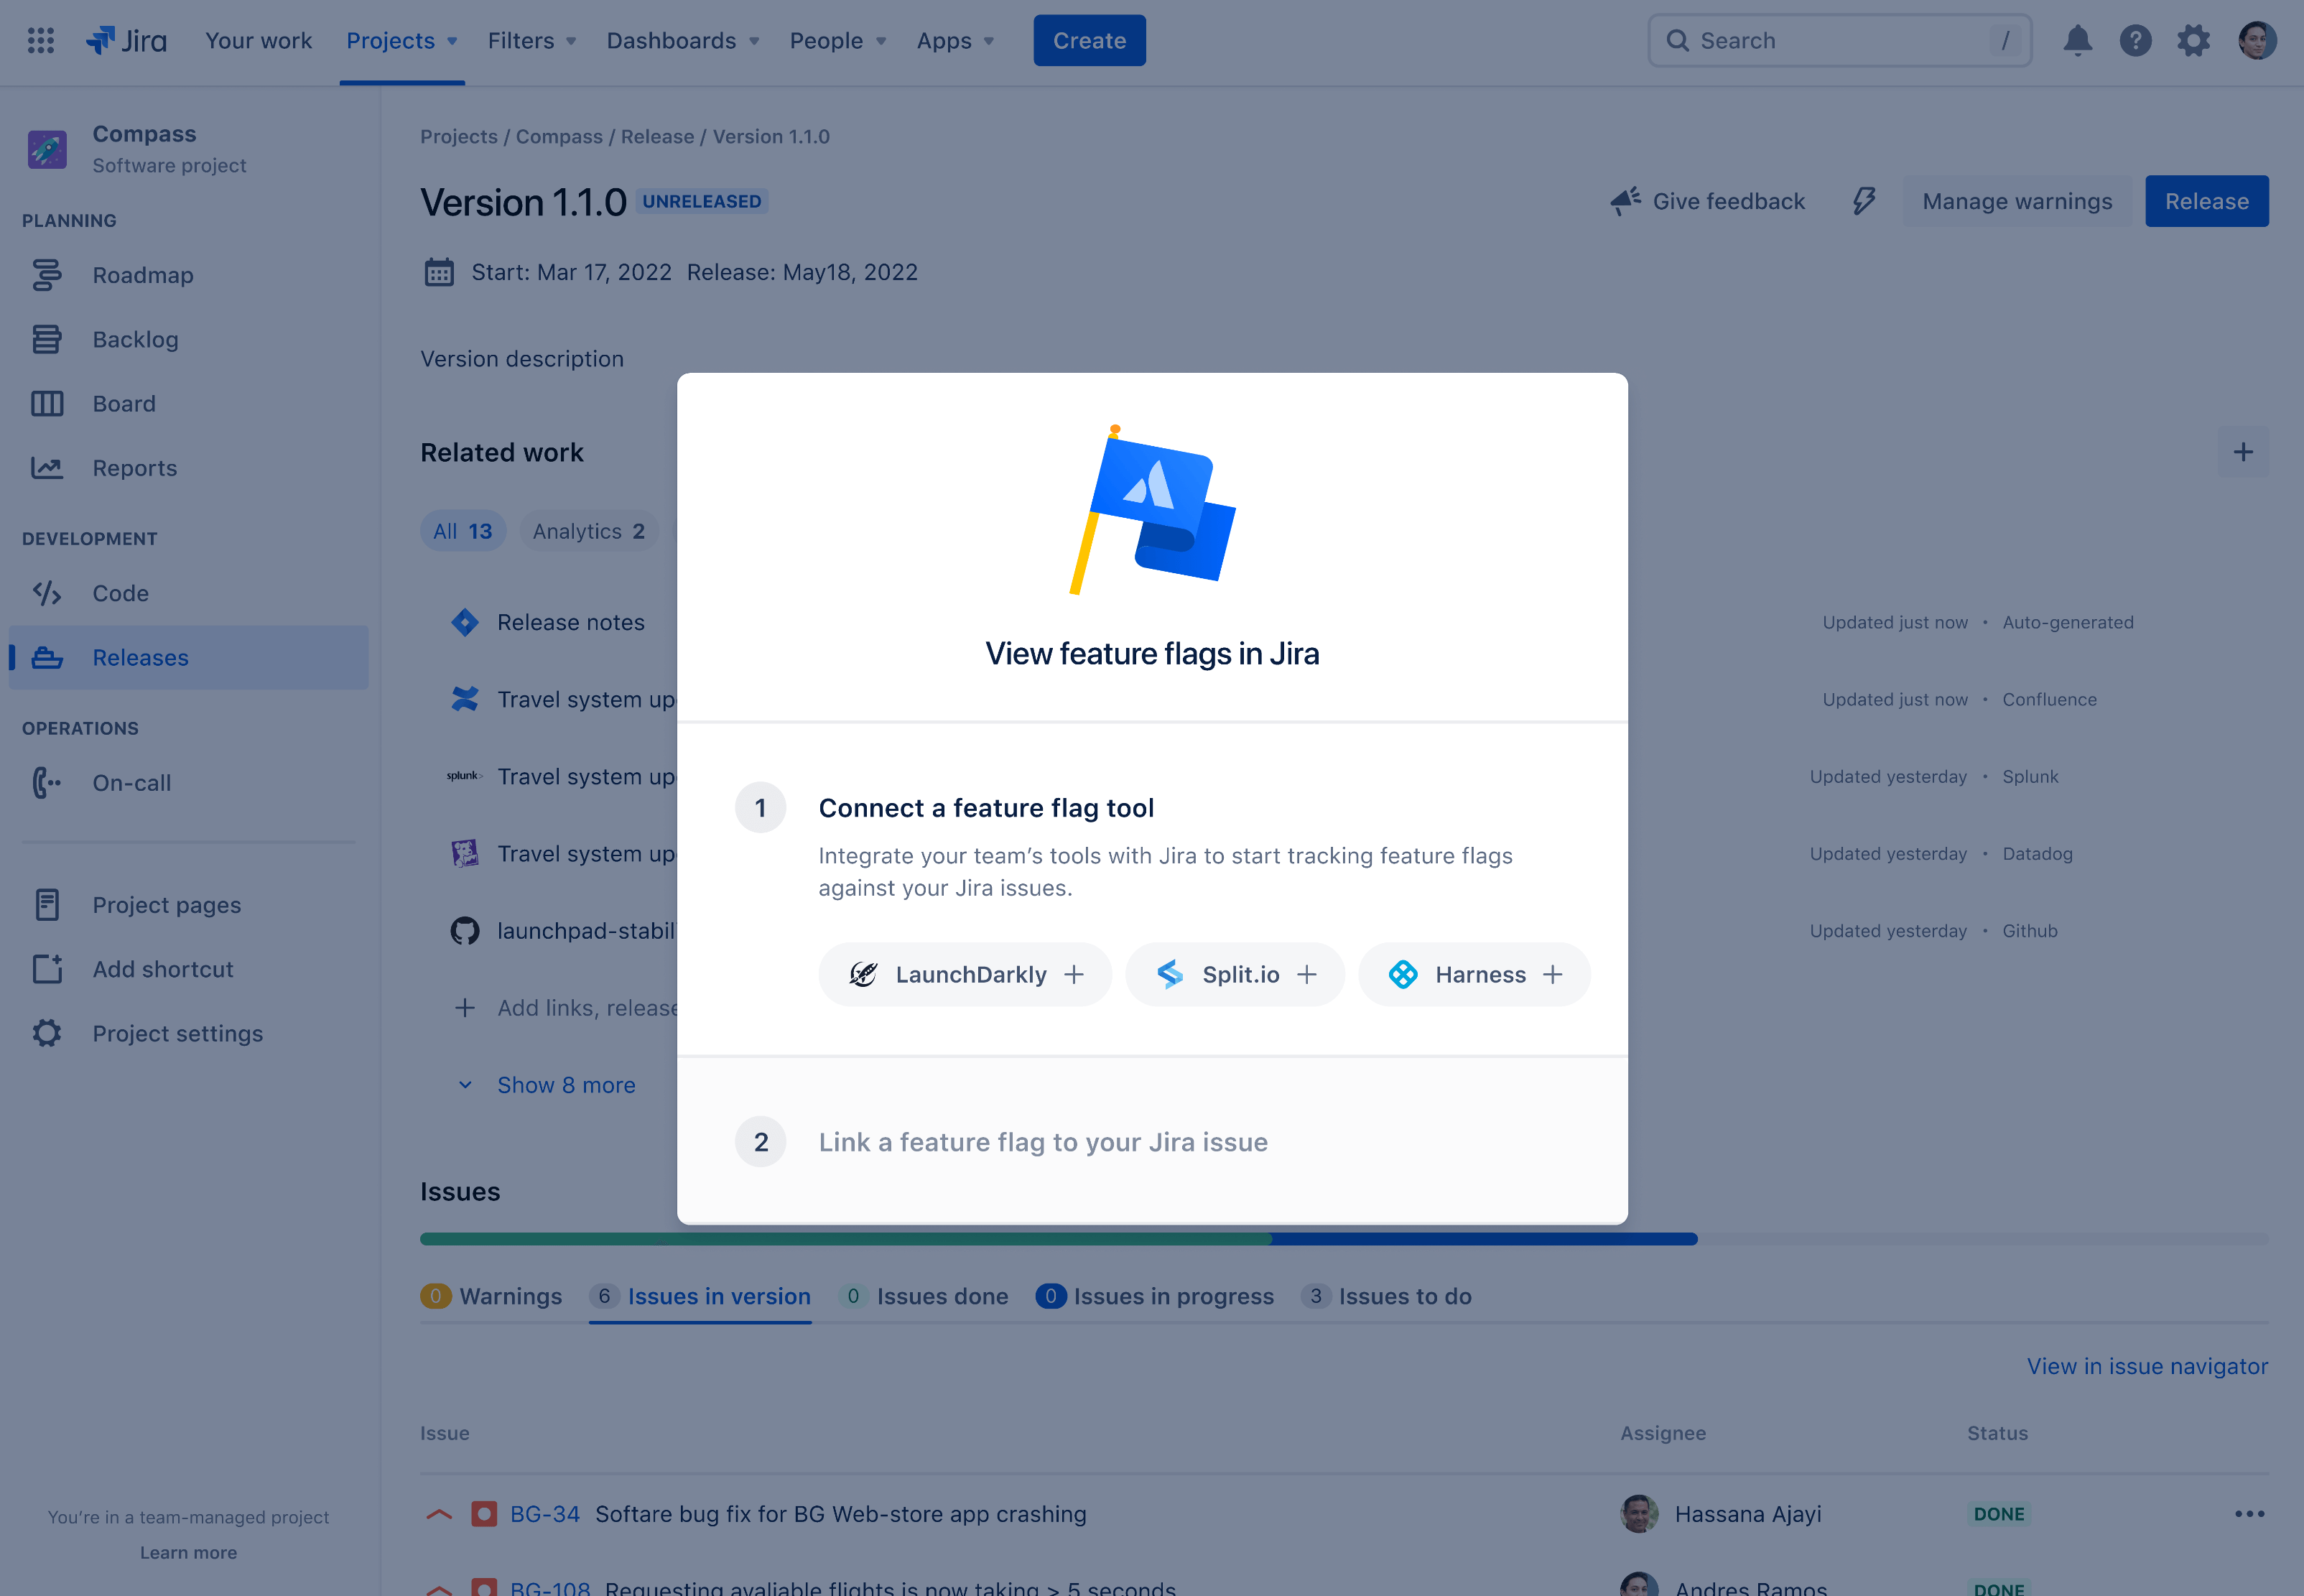 Jira
Your work
Projects
Filters
Dashboards
People
Apps
Create
Search
/
?
Compass
Software project
PLANNING
Roadmap
Backlog
Board
Reports
DEVELOPMENT
Code
Releases
OPERATIONS
On-call
Project pages
Add shortcut
Project settings
You're in a team-managed project
Learn more
Projects / Compass / Release / Version 1.1.0
Version 1.1.0 UNRELEASED
Give feedback
Manage warnings
Release
Start: Mar 17, 2022 Release: May18, 2022
Version description
Related work
All 13
Analytics 2
Release notes
Updated just now • Auto-generated
Travel system up
Updated just now • Confluence
splunk>
Travel system up
Updated yesterday • Splunk
Travel system up
Updated yesterday • Datadog
launchpad-stabil
Updated yesterday • Github
Add links, release
Show 8 more
View feature flags in Jira
1
Connect a feature flag tool
Integrate your team's tools with Jira to start tracking feature flags
against your Jira issues.
LaunchDarkly +
Split.io +
Harness +
2
Link a feature flag to your Jira issue
Issues
0 Warnings
6 Issues in version
0 Issues done
0 Issues in progress
3 Issues to do
View in issue navigator
Issue
Assignee
Status
BG-34 Softare bug fix for BG Web-store app crashing
Hassana Ajayi
DONE
BG-108 Requesting avaliable flights is now taking > 5 seconds
Andres Ramos
DONE